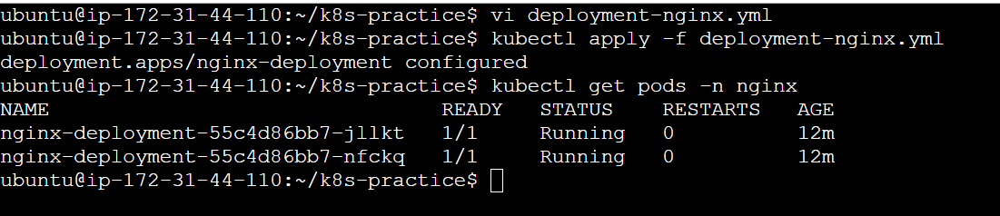 ubuntu@ip-172-31-44-110:~/k8s-practice$ vi deployment-nginx.yml
ubuntu@ip-172-31-44-110:~/k8s-practice$ kubectl apply -f deployment-nginx.yml
deployment.apps/nginx-deployment configured
ubuntu@ip-172-31-44-110:~/k8s-practice$ kubectl get pods -n nginx
NAME READY STATUS RESTARTS AGE
nginx-deployment-55c4d86bb7-jllkt 1/1 Running 0 12m
nginx-deployment-55c4d86bb7-nfckq 1/1 Running 0 12m
ubuntu@ip-172-31-44-110:~/k8s-practice$